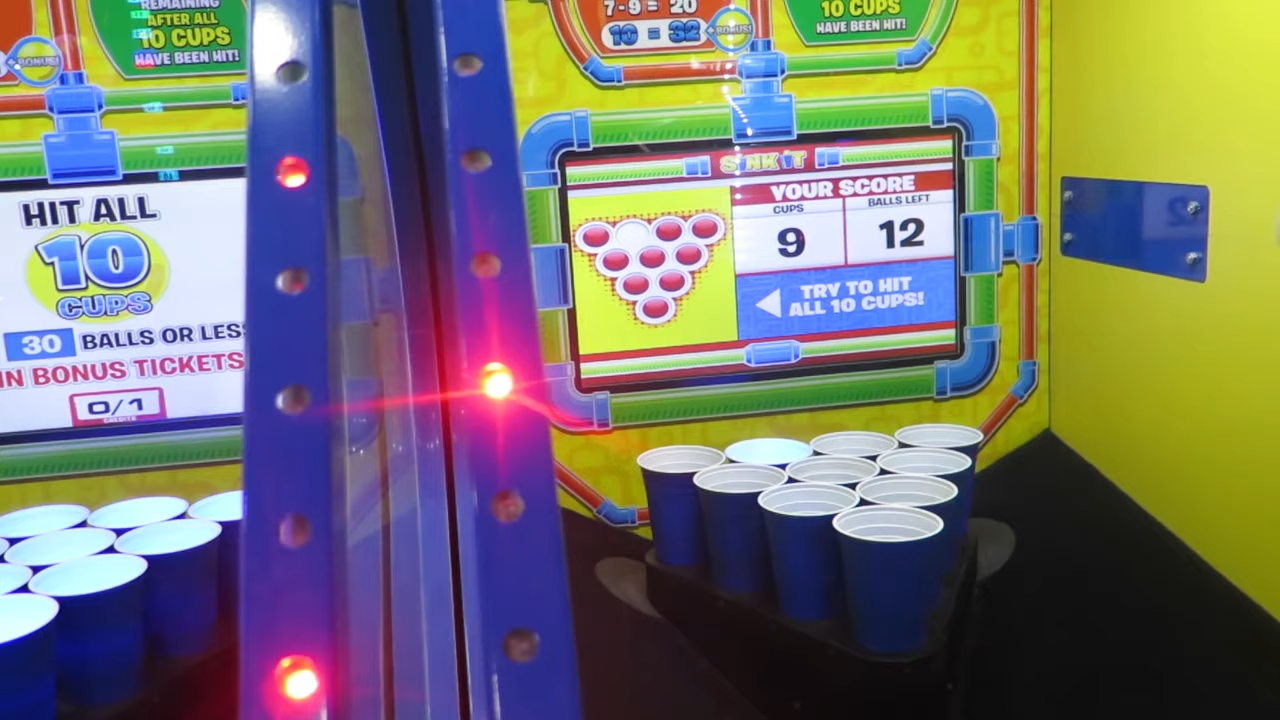 REMAINING
AFTER ALL
10 CUPS
HAVE BEEN HIT!
+BONUS!
HIT ALL
10
CUPS
30 BALLS OR LESS
IN BONUS TICKETS
0/1
CREDITS
7-9 = 20
10 = 32
+BONUS!
10 CUPS
HAVE BEEN HIT!
SINK IT
YOUR SCORE
CUPS
9
BALLS LEFT
12
TRY TO HIT
ALL 10 CUPS!